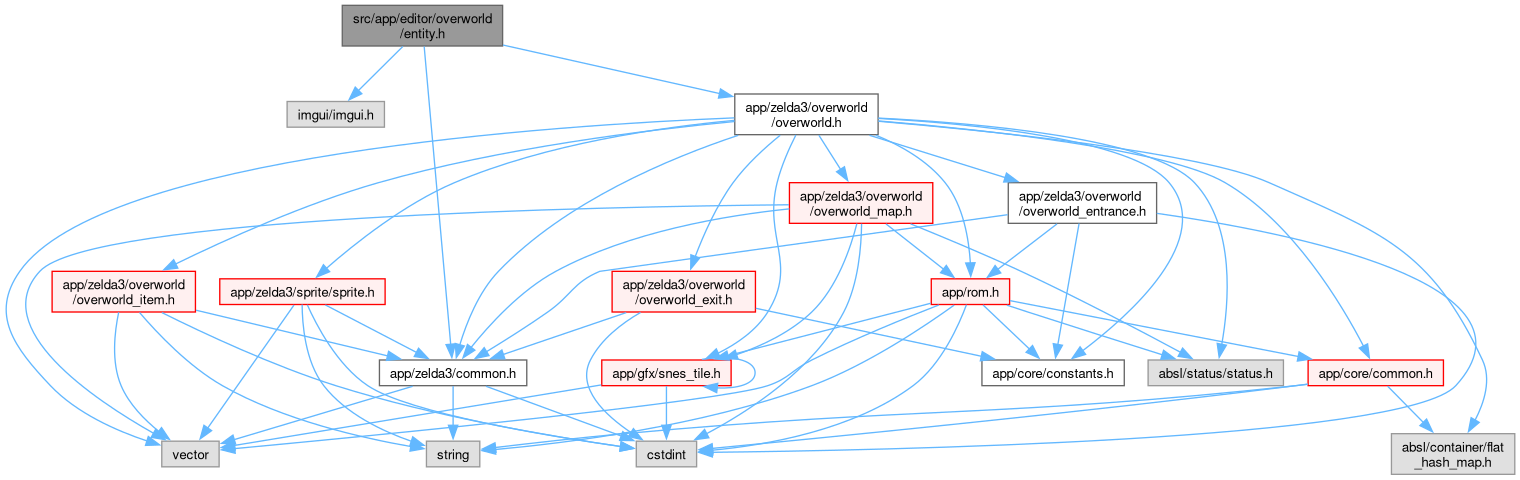 src/app/editor/overworld
/entity.h
imgui/imgui.h
app/zelda3/overworld
/overworld.h
app/zelda3/overworld
/overworld_map.h
app/zelda3/overworld
/overworld_entrance.h
app/zelda3/overworld
/overworld_item.h
app/zelda3/sprite/sprite.h
app/zelda3/overworld
/overworld_exit.h
app/rom.h
app/zelda3/common.h
app/gfx/snes_tile.h
app/core/constants.h
absl/status/status.h
app/core/common.h
vector
string
cstdint
absl/container/flat
_hash_map.h